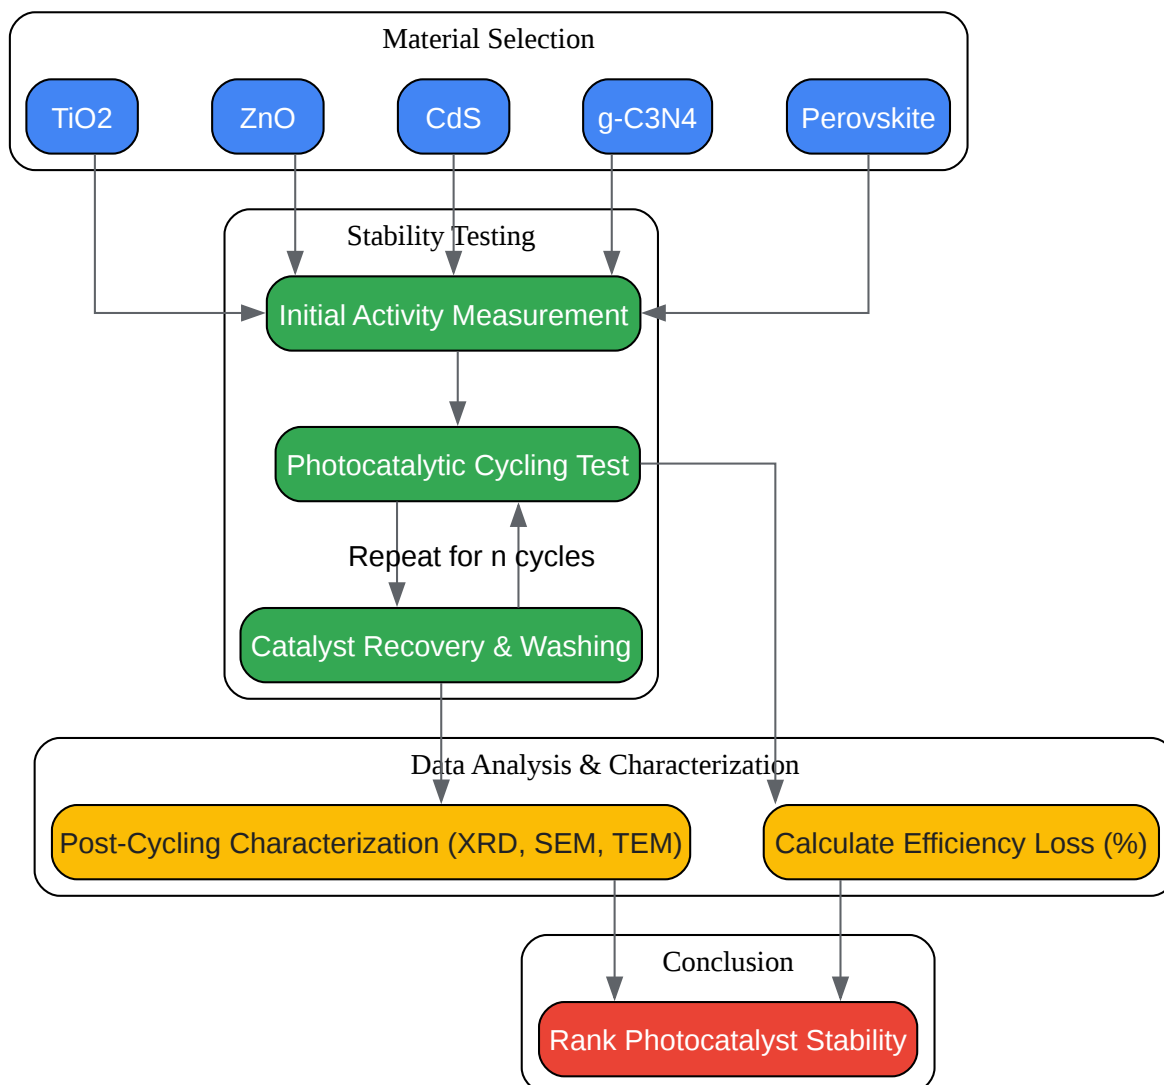 Material Selection
TiO2
ZnO
CdS
g-C3N4
Perovskite
Stability Testing
Initial Activity Measurement
Photocatalytic Cycling Test
Repeat for n cycles
Catalyst Recovery & Washing
Data Analysis & Characterization
Post-Cycling Characterization (XRD, SEM, TEM)
Calculate Efficiency Loss (%)
Conclusion
Rank Photocatalyst Stability